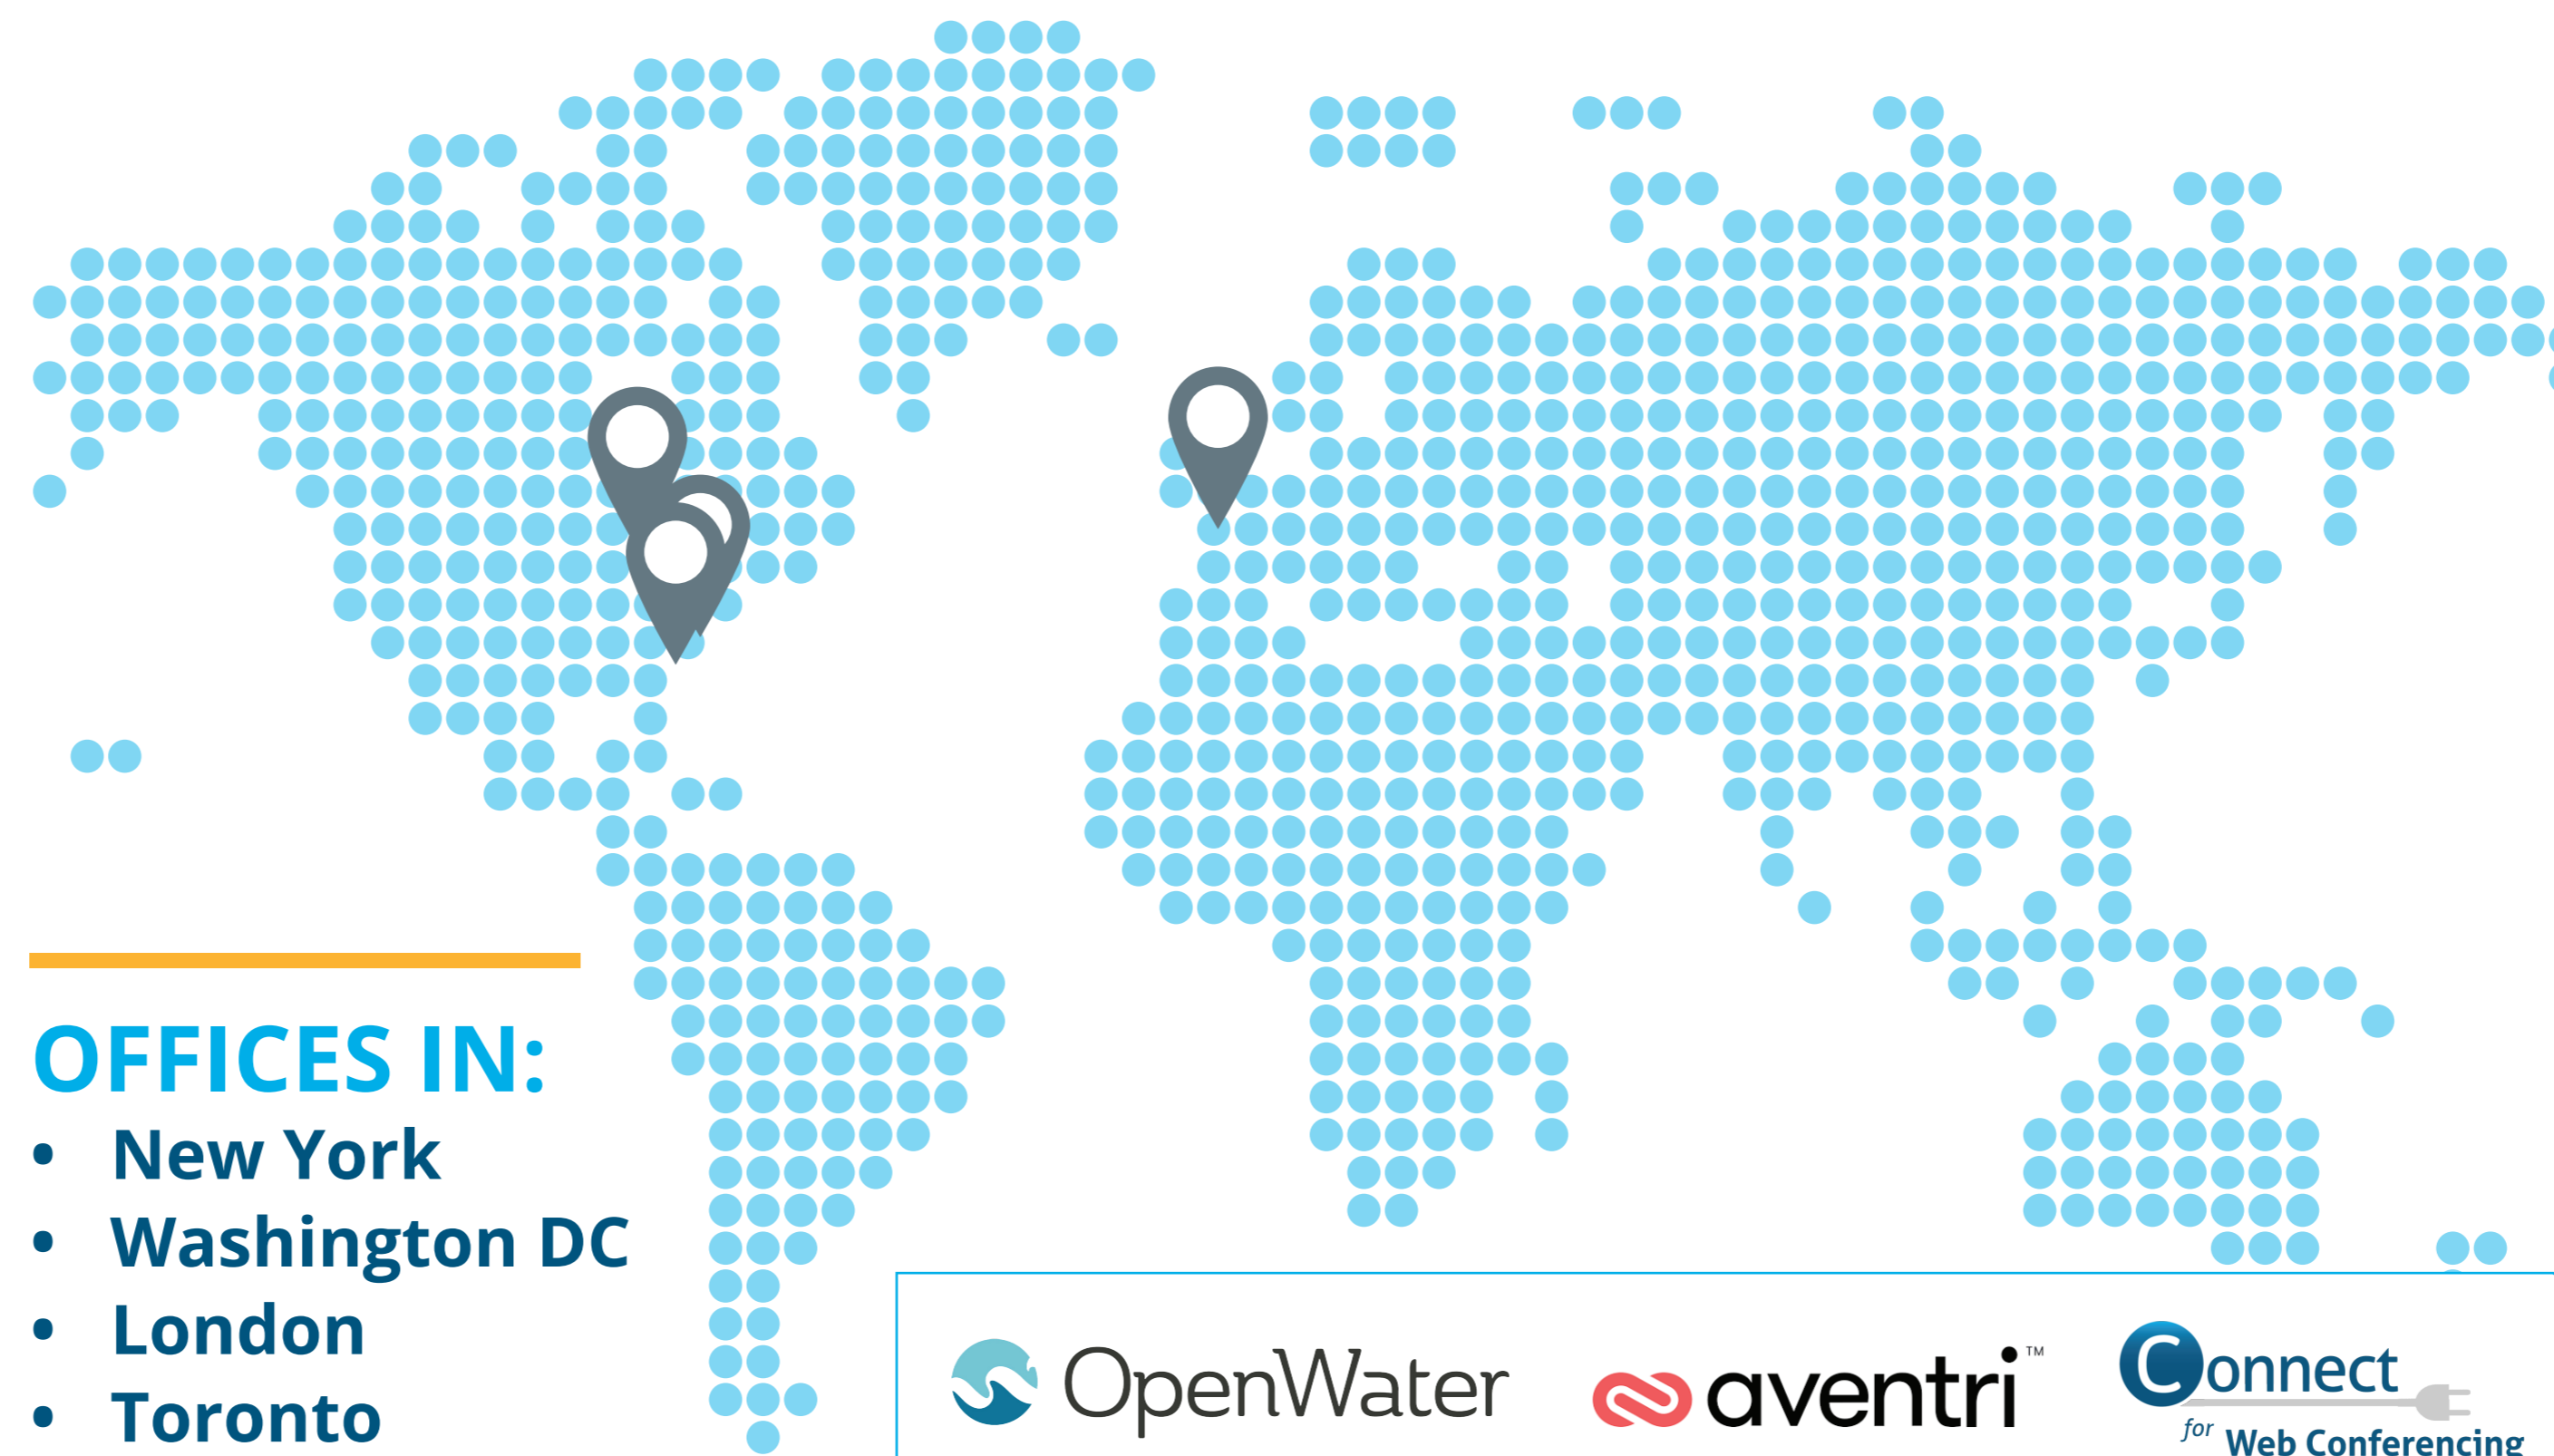 OFFICES IN:
• New York
• Washington DC
• London
• Toronto
OpenWater
aventri™
Connect
for Web Conferencing